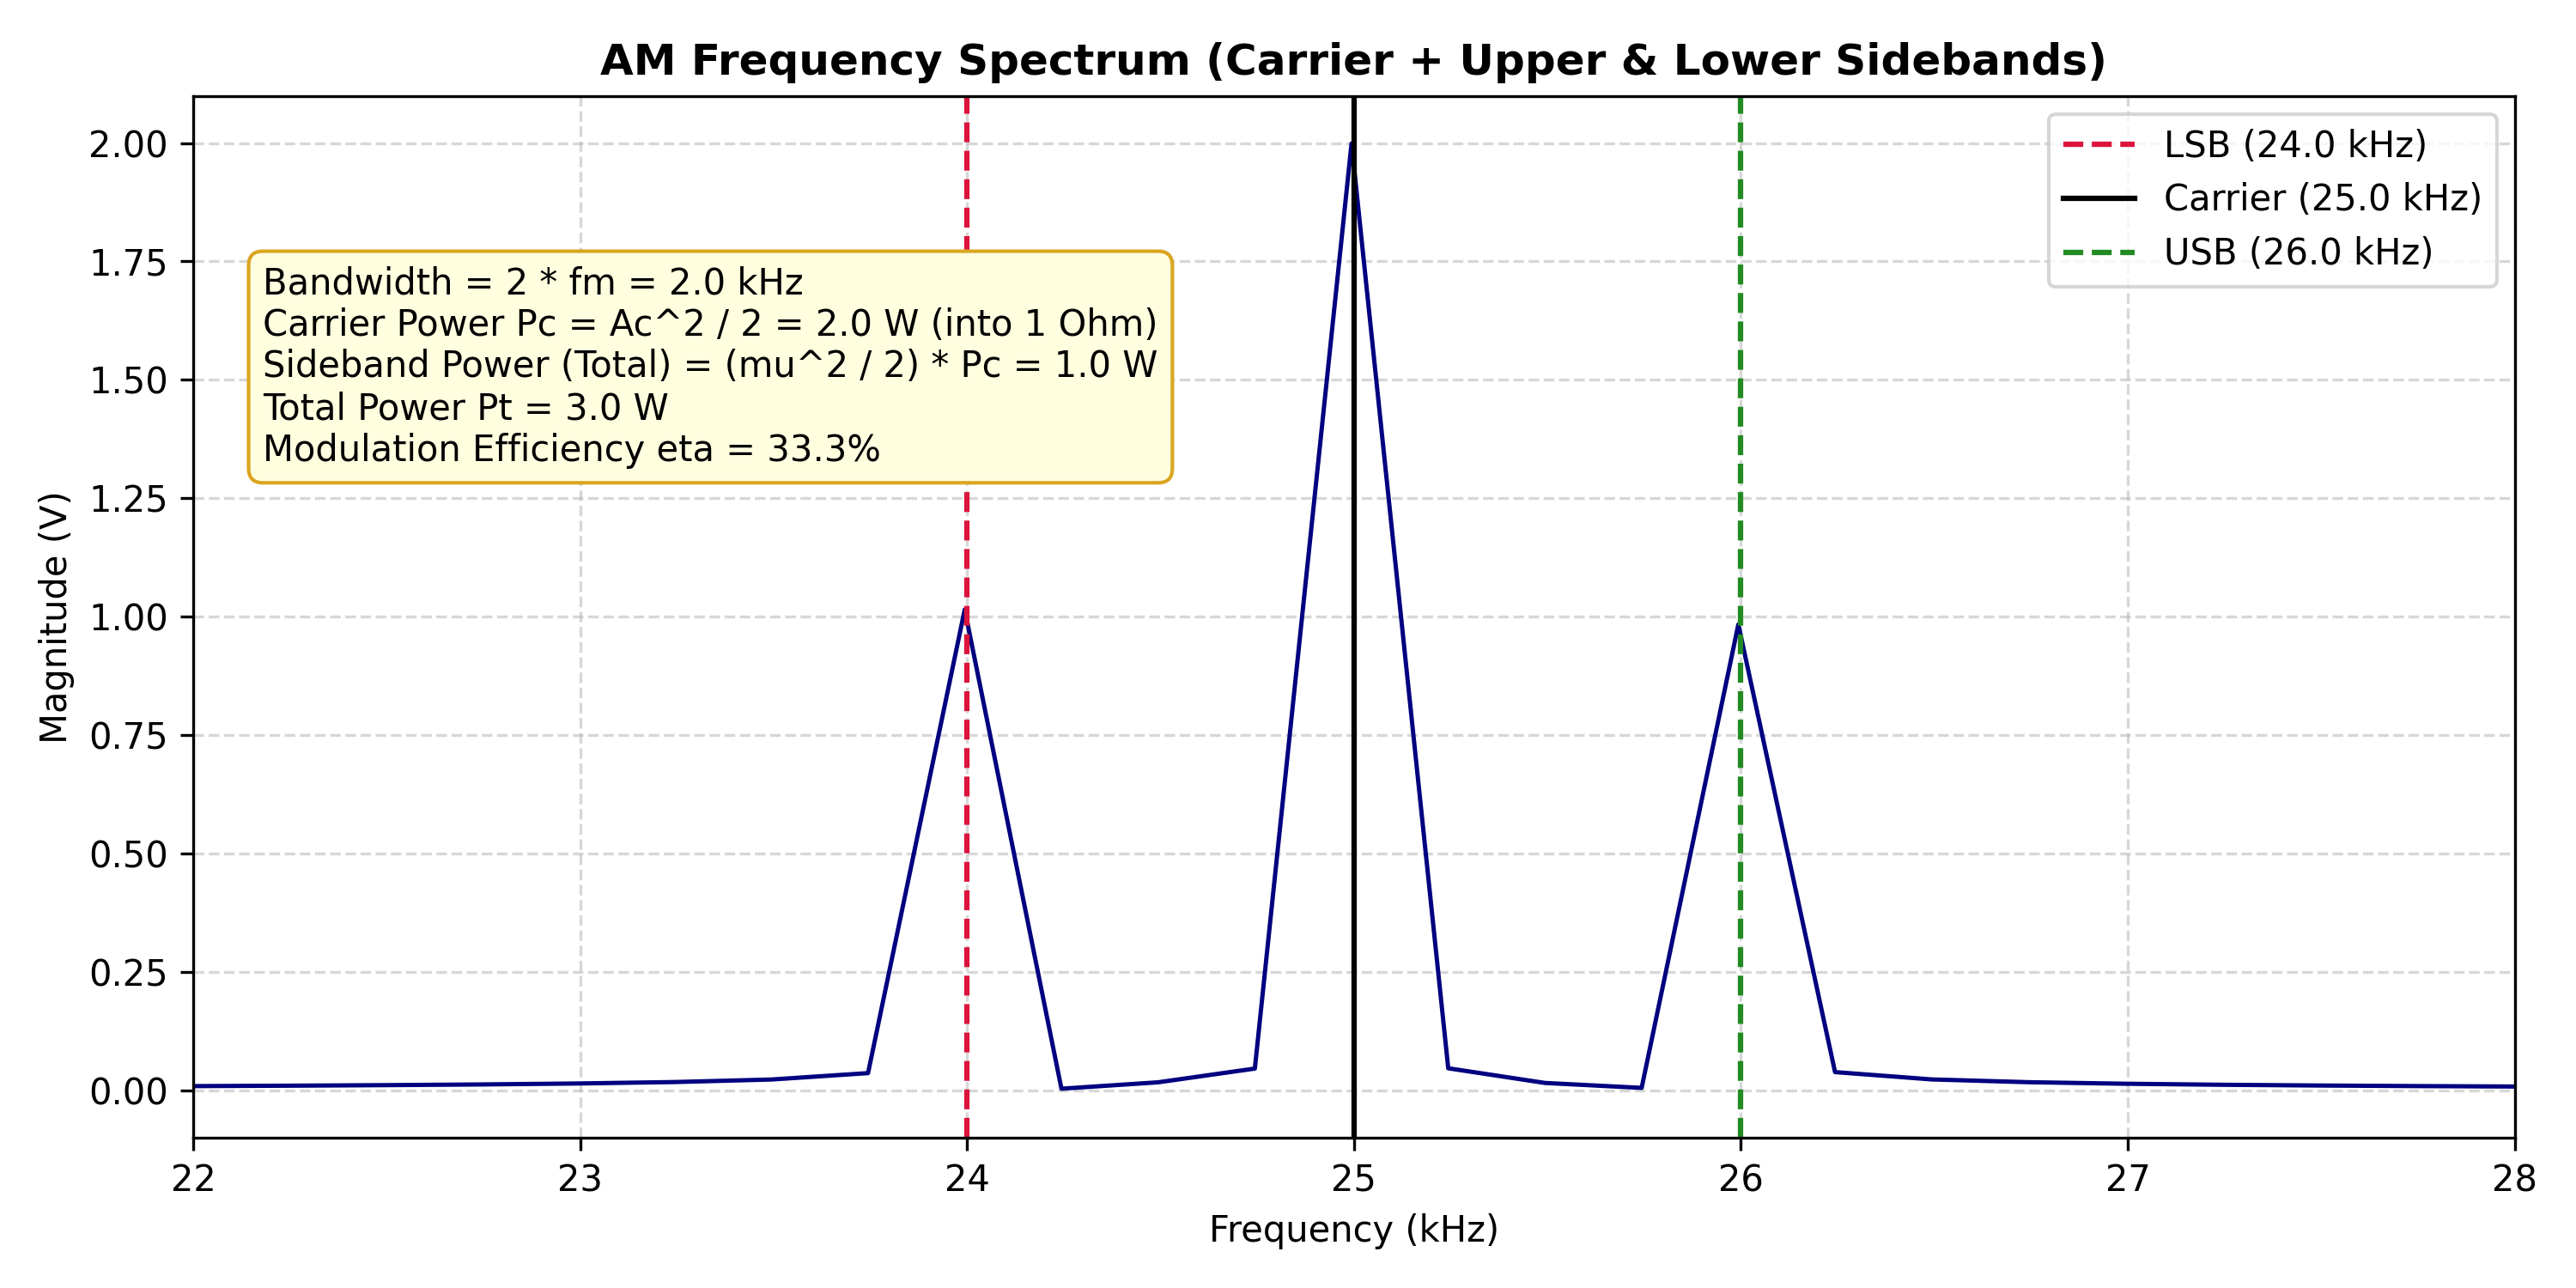 AM Frequency Spectrum (Carrier + Upper & Lower Sidebands)
2.00
1.75
1.50
1.25
1.00
0.75
0.50
0.25
0.00
Magnitude (V)
LSB (24.0 kHz)
Carrier (25.0 kHz)
USB (26.0 kHz)
Bandwidth = 2 * fm = 2.0 kHz
Carrier Power Pc = Ac^2 / 2 = 2.0 W (into 1 Ohm)
Sideband Power (Total) = (mu^2 / 2) * Pc = 1.0 W
Total Power Pt = 3.0 W
Modulation Efficiency eta = 33.3%
22 23 24 25 26 27 28
Frequency (kHz)